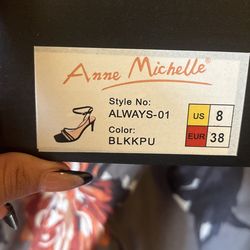 Anne Michelle®
Style No:
ALWAYS-01
Color:
BLKKPU
US 8
EUR 38